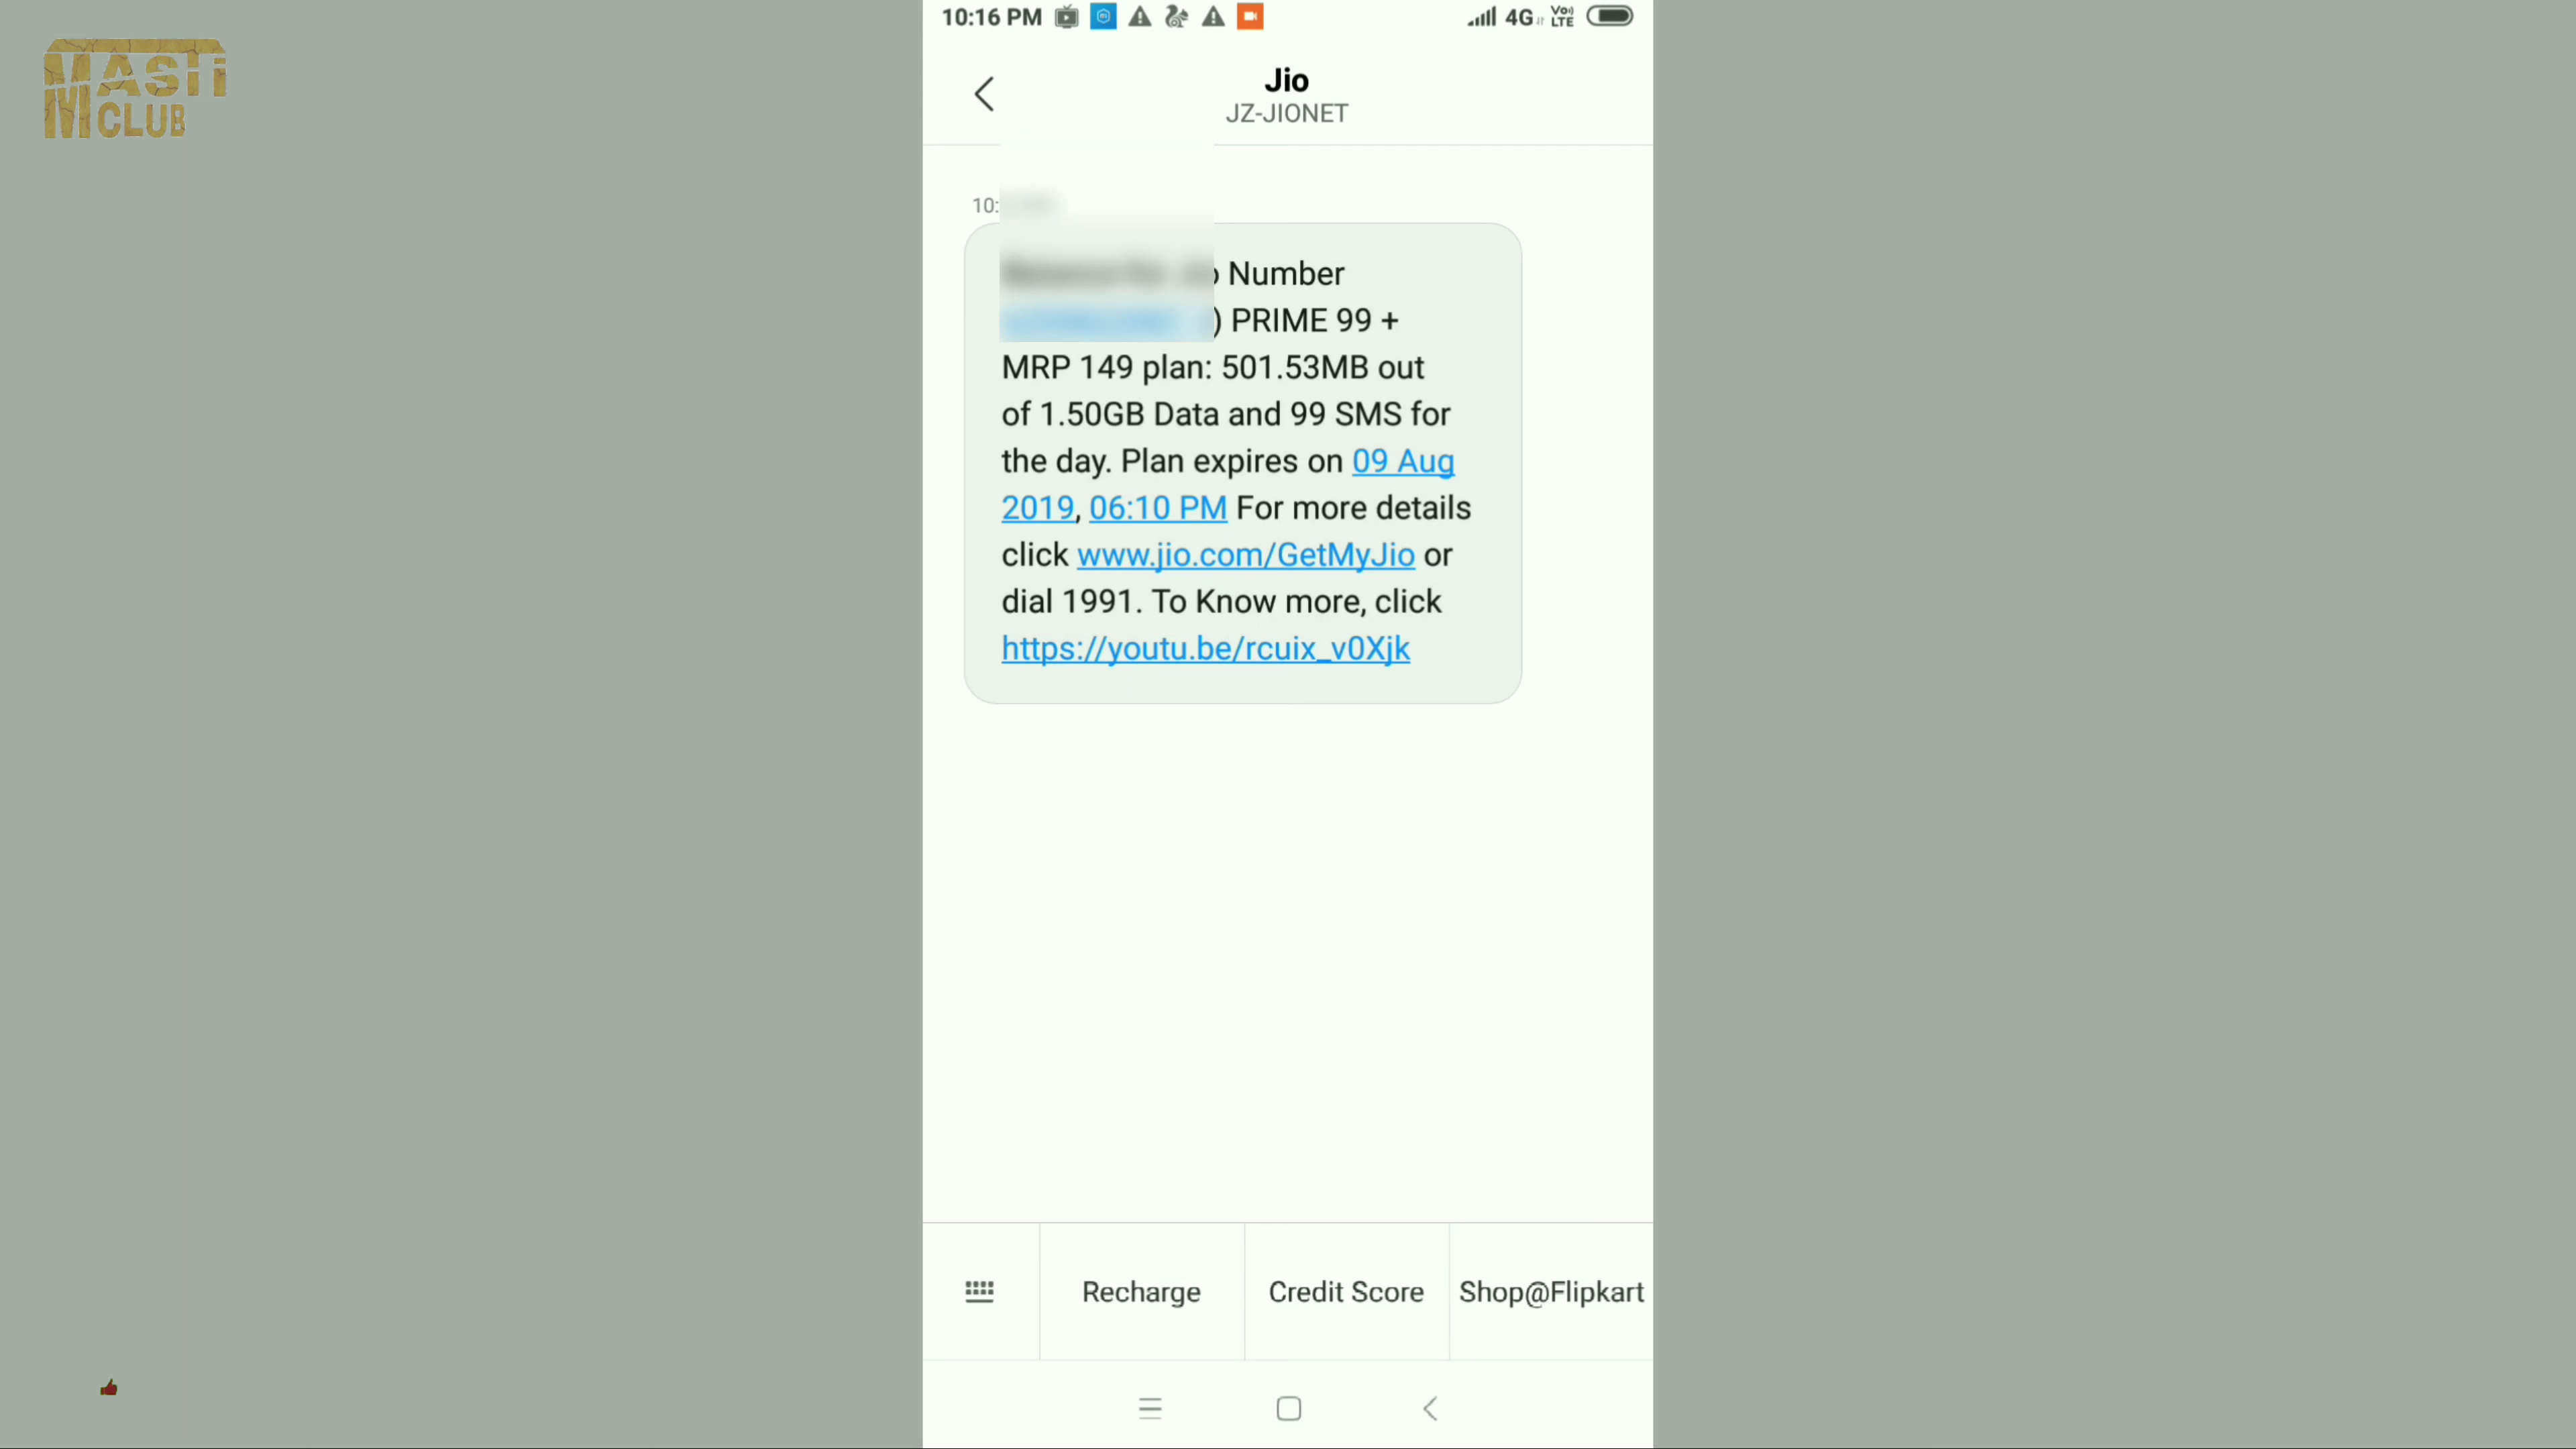 MASTI
CLUB
10:16 PM
4G
Vo)
LTE
Jio
JZ-JIONET
10:
Number
) PRIME 99 +
MRP 149 plan: 501.53MB out
of 1.50GB Data and 99 SMS for
the day. Plan expires on 09 Aug
2019, 06:10 PM For more details
click www.jio.com/GetMyJio or
dial 1991. To Know more, click
https://youtu.be/rcuix_v0Xjk
Recharge
Credit Score
Shop@Flipkart